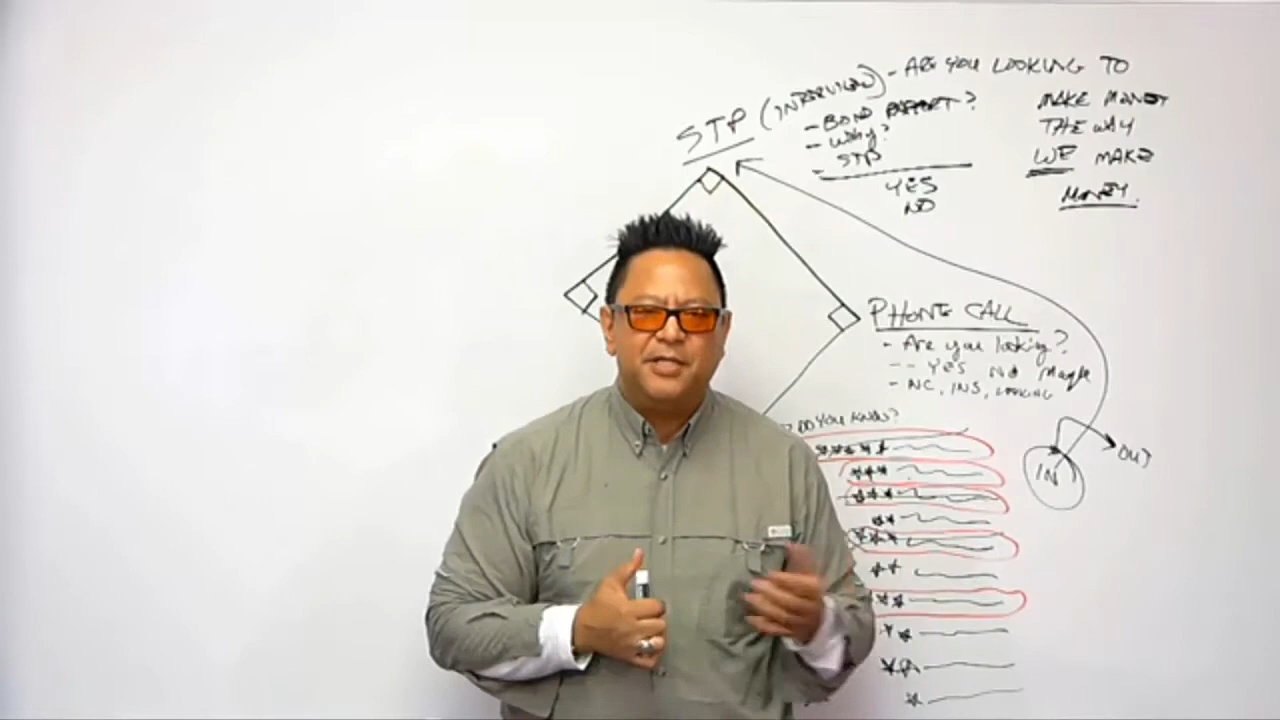 STP (INTERVIEW) - ARE YOU LOOKING TO
MAKE MONEY
THE WAY
WE MAKE
MONEY.
- BOND ?
- Why?
- STP
YES
NO
PHONE CALL
- Are you looking?
-- YES NO Maybe
- NC, INS, LOOKING
DO YOU KNOW?
IN
OUT